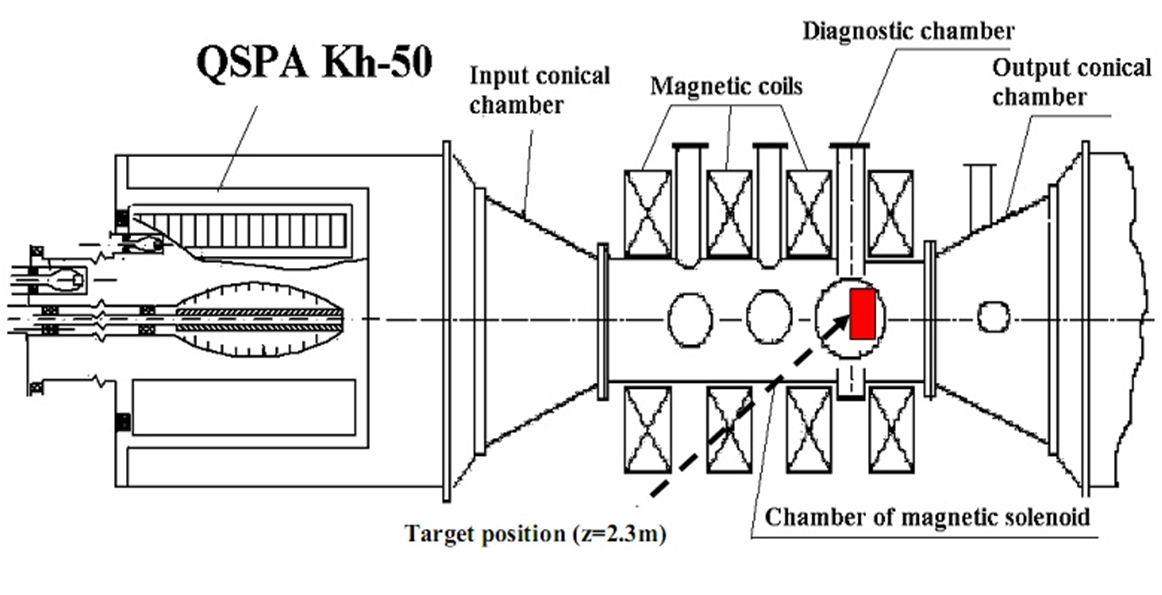 QSPA Kh-50
Input conical
chamber
Magnetic coils
Diagnostic chamber
Output conical
chamber
Target position (z=2.3m)
Chamber of magnetic solenoid